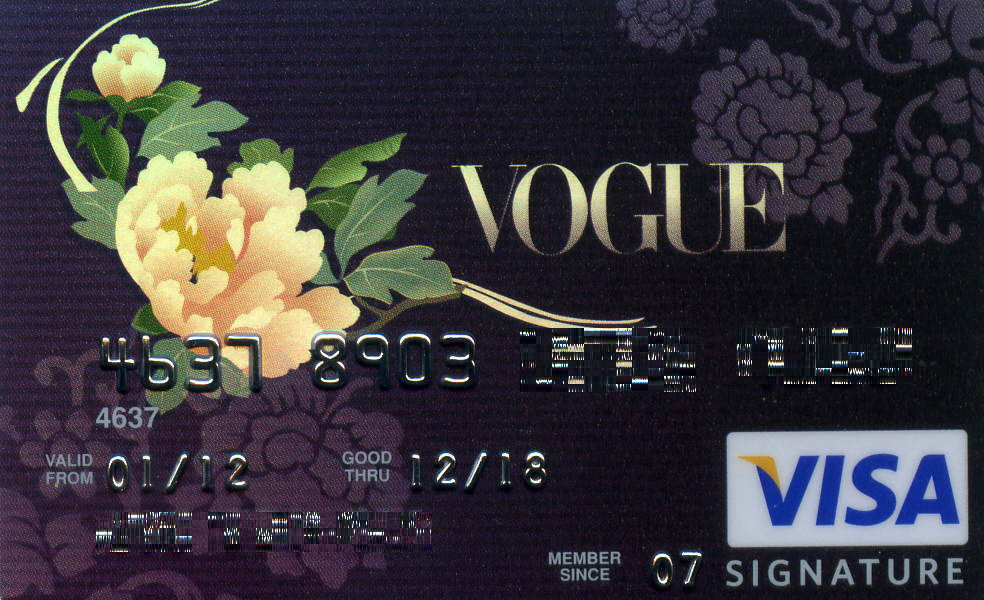 VOGUE
4637 8903
4637
VALID FROM 01/12 GOOD THRU 12/18
VISA
MEMBER SINCE 07 SIGNATURE